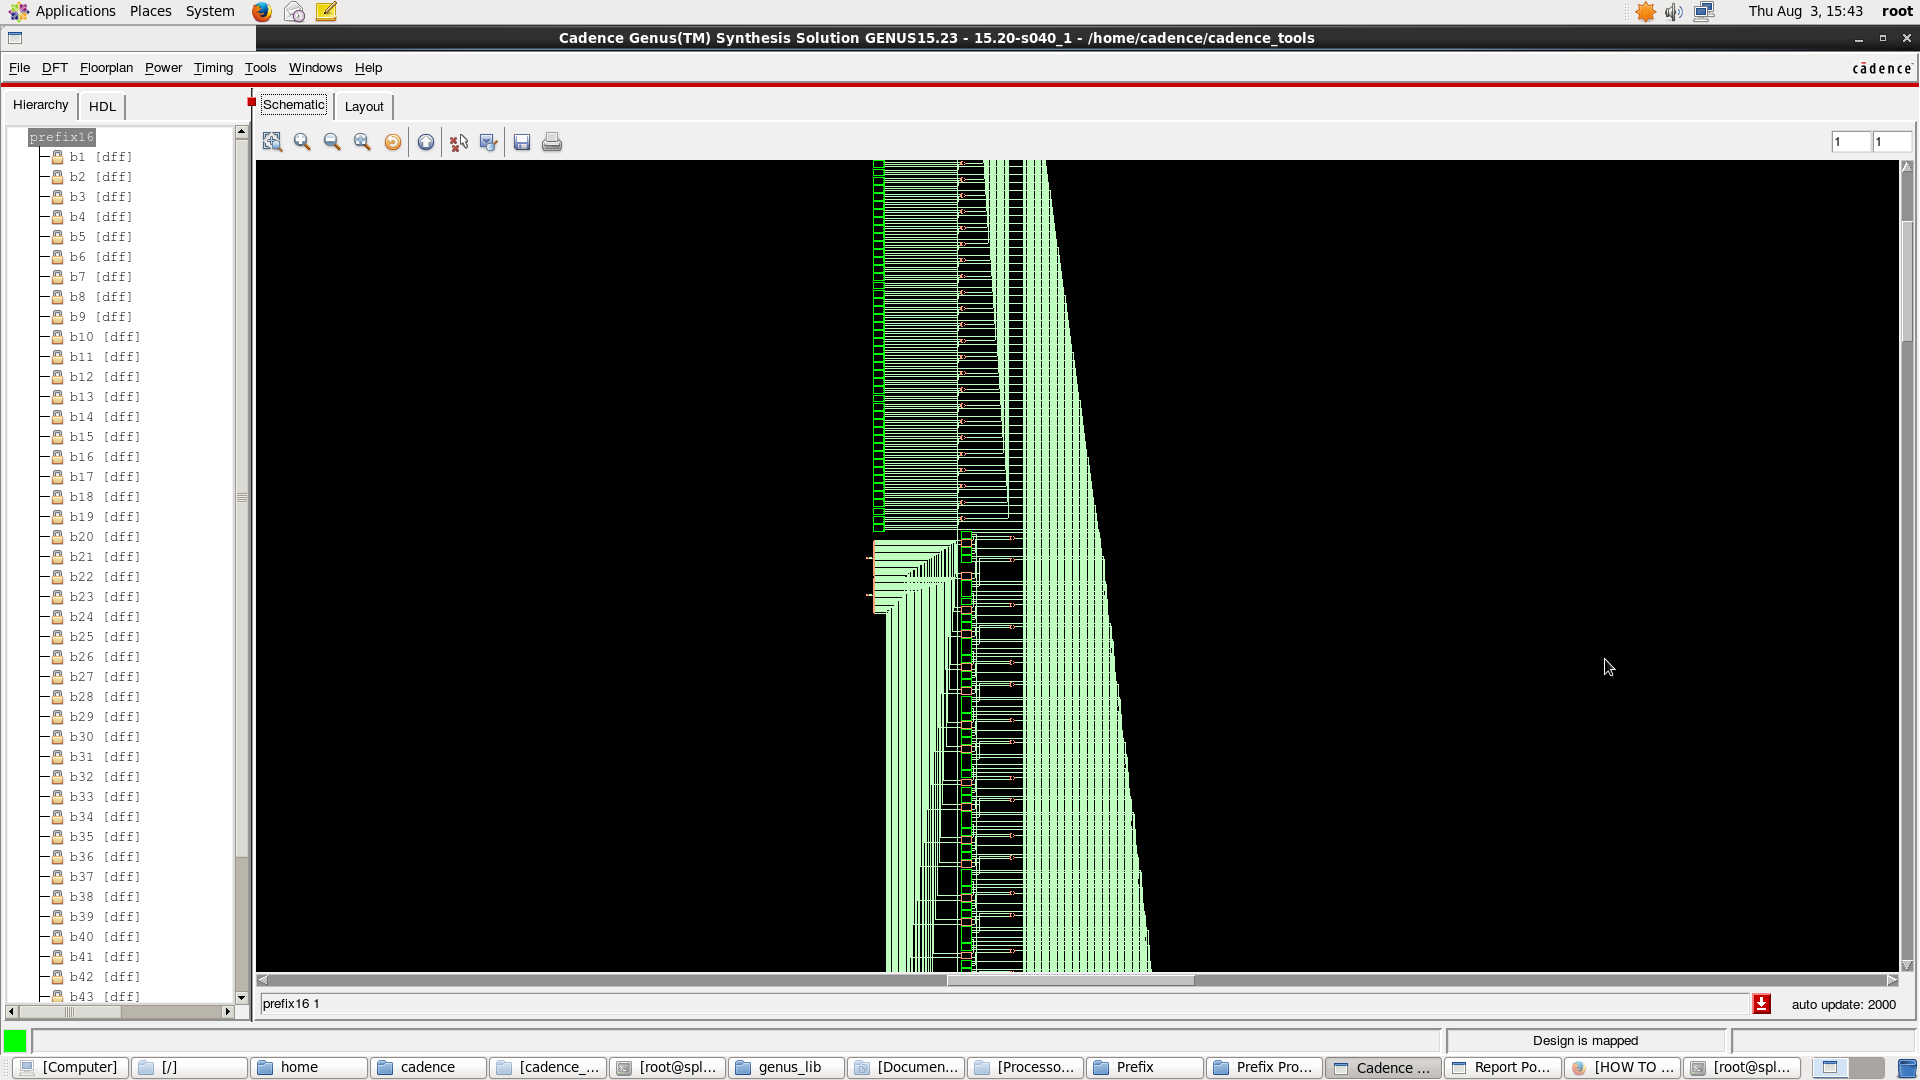 Applications Places System Thu Aug 3, 15:43 root
Cadence Genus(TM) Synthesis Solution GENUS15.23 - 15.20-s040_1 - /home/cadence/cadence_tools
File DFT Floorplan Power Timing Tools Windows Help cādence
Hierarchy HDL Schematic Layout
1 1
prefix16
b1 [dff]
b2 [dff]
b3 [dff]
b4 [dff]
b5 [dff]
b6 [dff]
b7 [dff]
b8 [dff]
b9 [dff]
b10 [dff]
b11 [dff]
b12 [dff]
b13 [dff]
b14 [dff]
b15 [dff]
b16 [dff]
b17 [dff]
b18 [dff]
b19 [dff]
b20 [dff]
b21 [dff]
b22 [dff]
b23 [dff]
b24 [dff]
b25 [dff]
b26 [dff]
b27 [dff]
b28 [dff]
b29 [dff]
b30 [dff]
b31 [dff]
b32 [dff]
b33 [dff]
b34 [dff]
b35 [dff]
b36 [dff]
b37 [dff]
b38 [dff]
b39 [dff]
b40 [dff]
b41 [dff]
b42 [dff]
b43 [dff]
prefix16 1 auto update: 2000
Design is mapped
[Computer] [/] home cadence [cadence_... [root@spl... genus_lib [Documen... [Processo... Prefix Prefix Pro... Cadence ... Report Po... [HOW TO ... [root@spl...